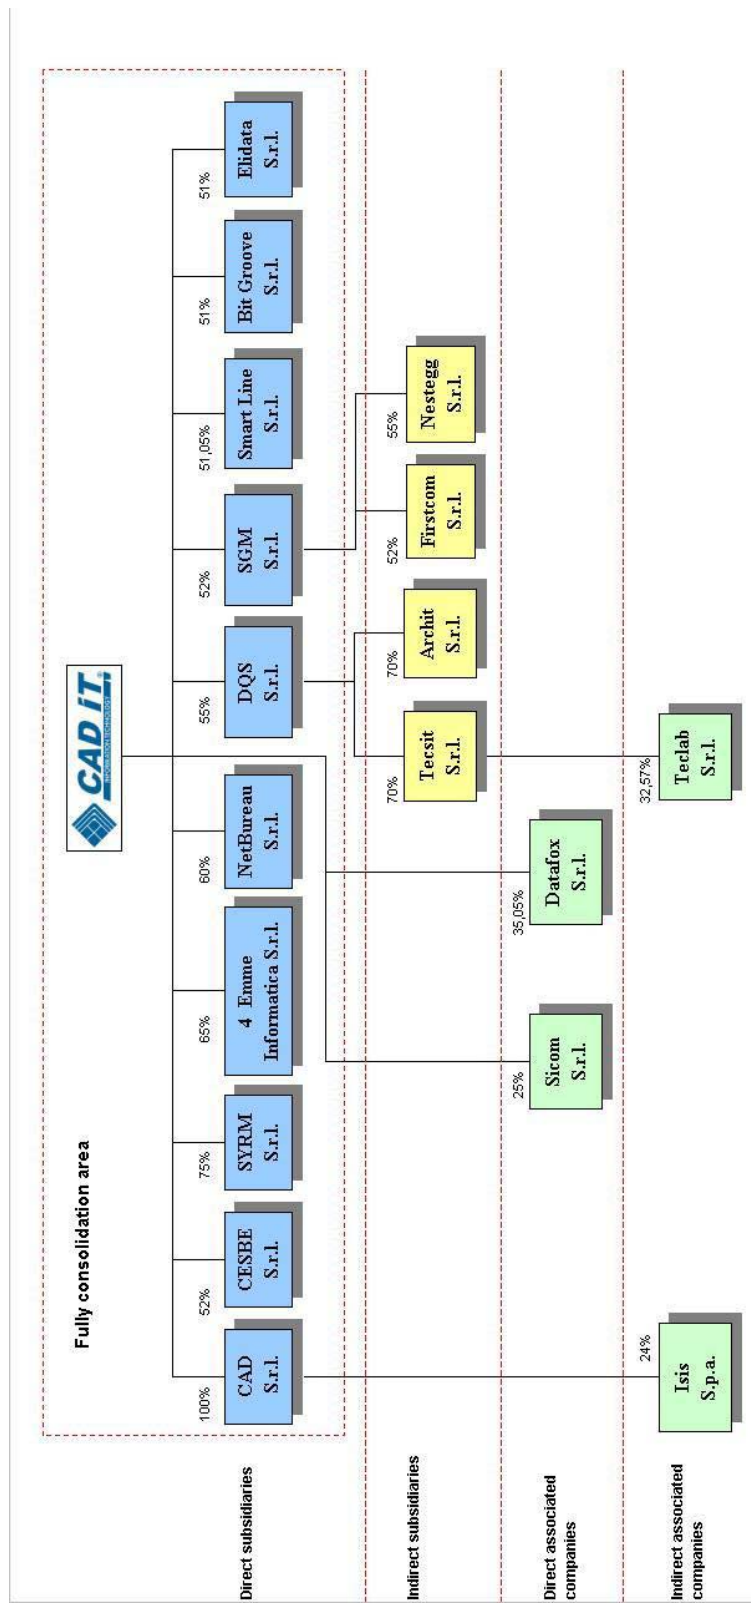 CAD iT
INFORMATION TECHNOLOGY
Fully consolidation area
Direct subsidiaries
100%
CAD
S.r.l.
52%
CESBE
S.r.l.
75%
SYRM
S.r.l.
65%
4 Emme
Informatica S.r.l.
60%
NetBureau
S.r.l.
55%
DQS
S.r.l.
52%
SGM
S.r.l.
51,05%
Smart Line
S.r.l.
51%
Bit Groove
S.r.l.
51%
Elidata
S.r.l.
Indirect subsidiaries
70%
Tecsit
S.r.l.
70%
Archit
S.r.l.
52%
Firstcom
S.r.l.
55%
Nestegg
S.r.l.
Direct associated
companies
25%
Sicom
S.r.l.
35,05%
Datafox
S.r.l.
Indirect associated
companies
24%
Isis
S.p.a.
32,57%
Teclab
S.r.l.